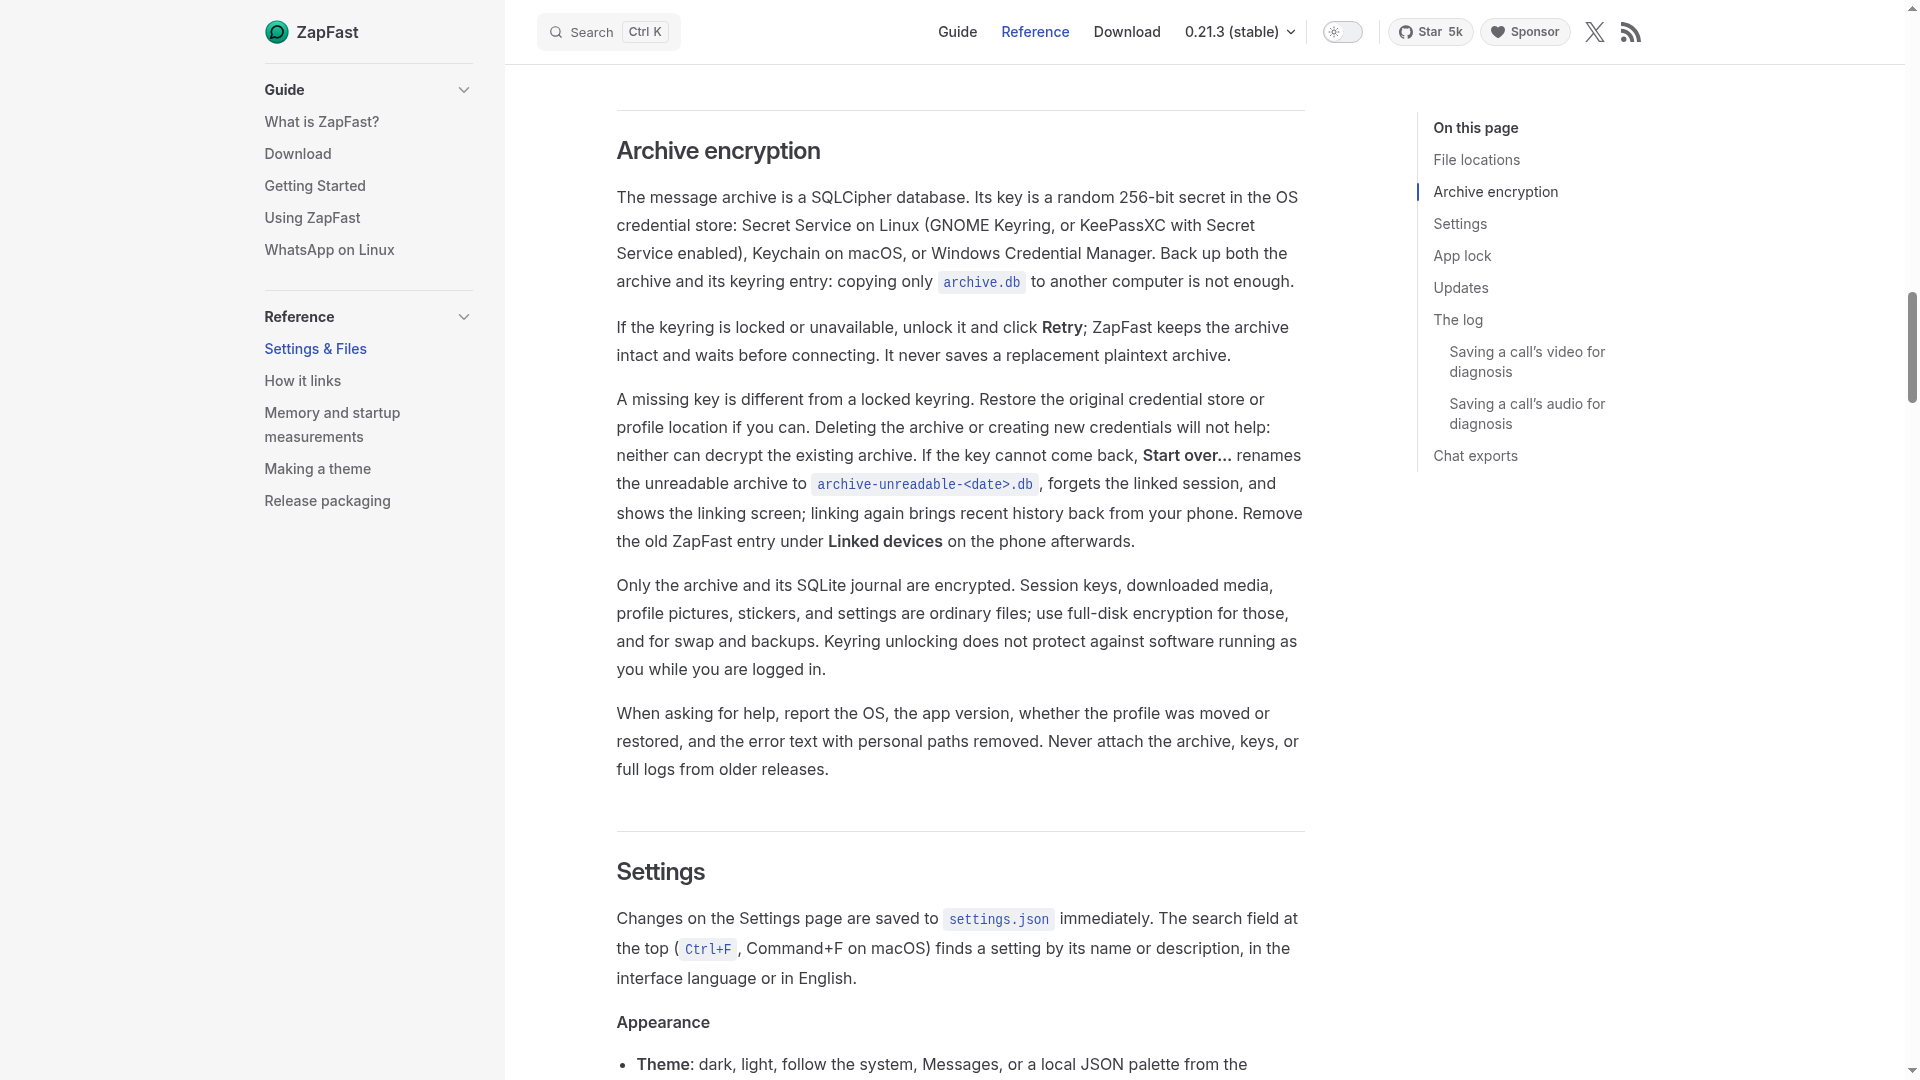 ZapFast
Search Ctrl K
Guide
Reference
Download
0.21.3 (stable)
Star 5k
Sponsor
Guide
What is ZapFast?
Download
Getting Started
Using ZapFast
WhatsApp on Linux
Reference
Settings & Files
How it links
Memory and startup
measurements
Making a theme
Release packaging
Archive encryption
The message archive is a SQLCipher database. Its key is a random 256-bit secret in the OS
credential store: Secret Service on Linux (GNOME Keyring, or KeePassXC with Secret
Service enabled), Keychain on macOS, or Windows Credential Manager. Back up both the
archive and its keyring entry: copying only archive.db to another computer is not enough.
If the keyring is locked or unavailable, unlock it and click Retry; ZapFast keeps the archive
intact and waits before connecting. It never saves a replacement plaintext archive.
A missing key is different from a locked keyring. Restore the original credential store or
profile location if you can. Deleting the archive or creating new credentials will not help:
neither can decrypt the existing archive. If the key cannot come back, Start over… renames
the unreadable archive to archive-unreadable-<date>.db, forgets the linked session, and
shows the linking screen; linking again brings recent history back from your phone. Remove
the old ZapFast entry under Linked devices on the phone afterwards.
Only the archive and its SQLite journal are encrypted. Session keys, downloaded media,
profile pictures, stickers, and settings are ordinary files; use full-disk encryption for those,
and for swap and backups. Keyring unlocking does not protect against software running as
you while you are logged in.
When asking for help, report the OS, the app version, whether the profile was moved or
restored, and the error text with personal paths removed. Never attach the archive, keys, or
full logs from older releases.
Settings
Changes on the Settings page are saved to settings.json immediately. The search field at
the top (Ctrl+F, Command+F on macOS) finds a setting by its name or description, in the
interface language or in English.
Appearance
• Theme: dark, light, follow the system, Messages, or a local JSON palette from the
On this page
File locations
Archive encryption
Settings
App lock
Updates
The log
Saving a call’s video for
diagnosis
Saving a call’s audio for
diagnosis
Chat exports